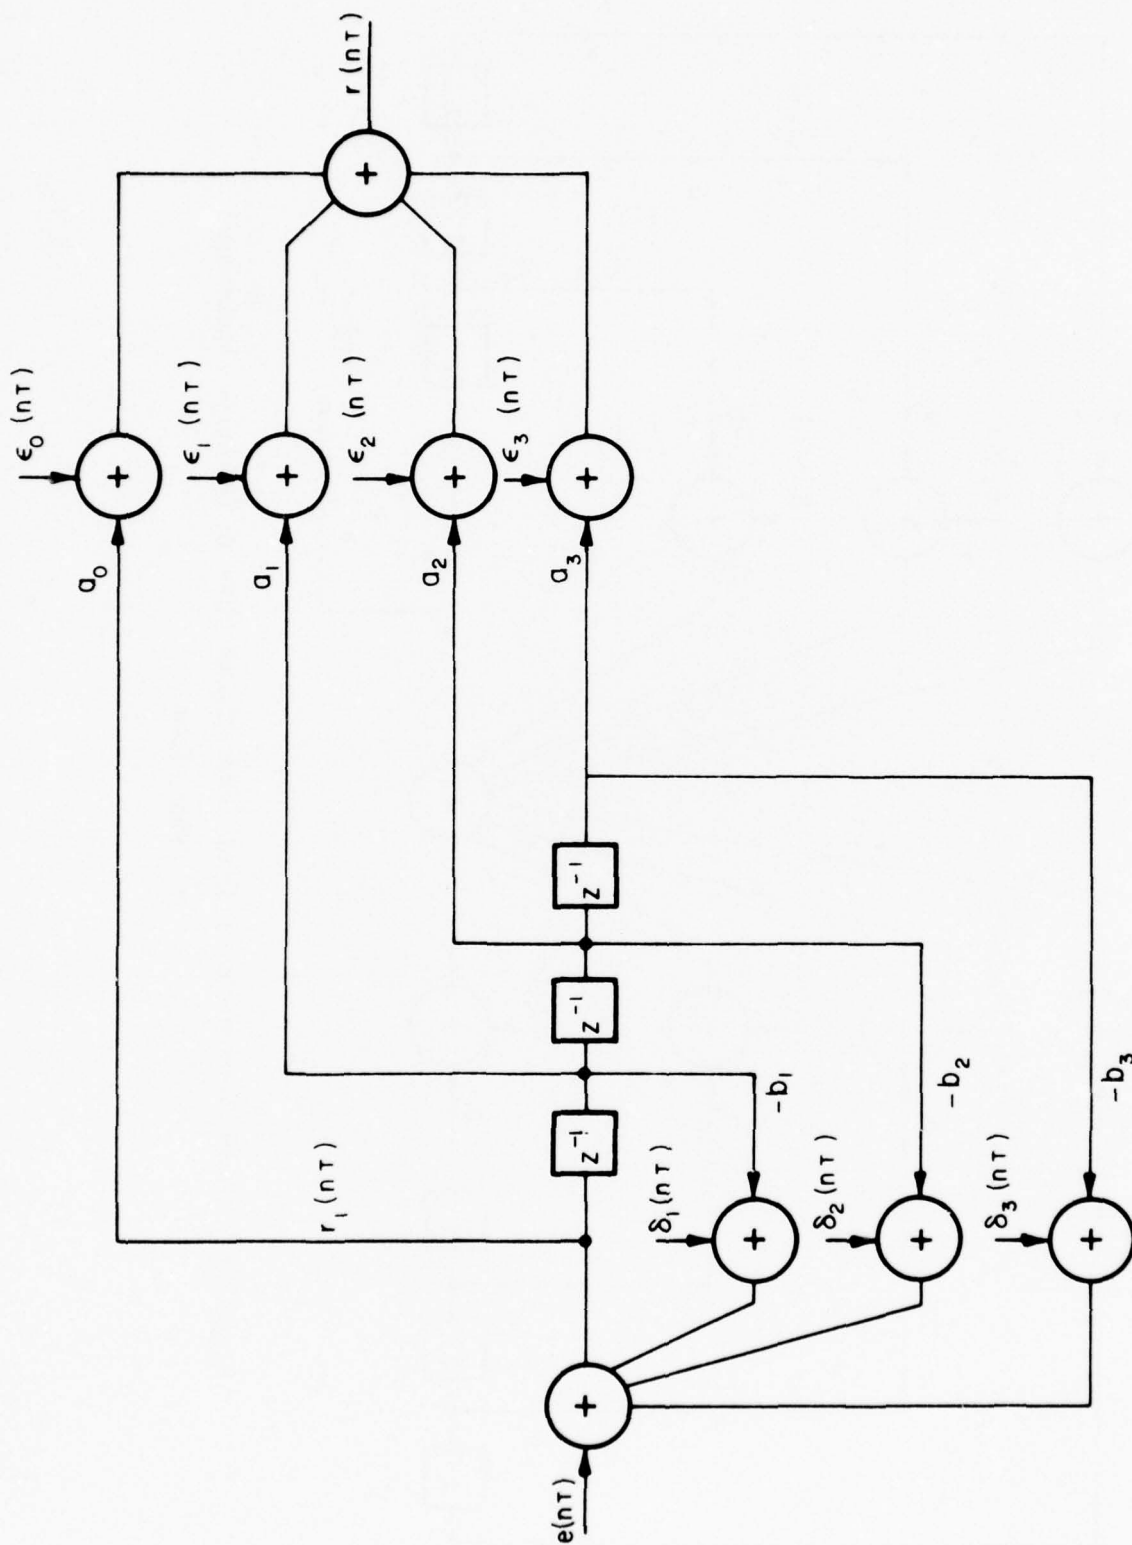 e(nT)
+
r₁ (nT)
z⁻¹
z⁻¹
z⁻¹
a₀
a₁
a₂
a₃
ϵ₀ (nT)
ϵ₁ (nT)
ϵ₂ (nT)
ϵ₃ (nT)
+
+
+
+
+
r (nT)
δ₁ (nT)
δ₂ (nT)
δ₃ (nT)
+
+
+
-b₁
-b₂
-b₃